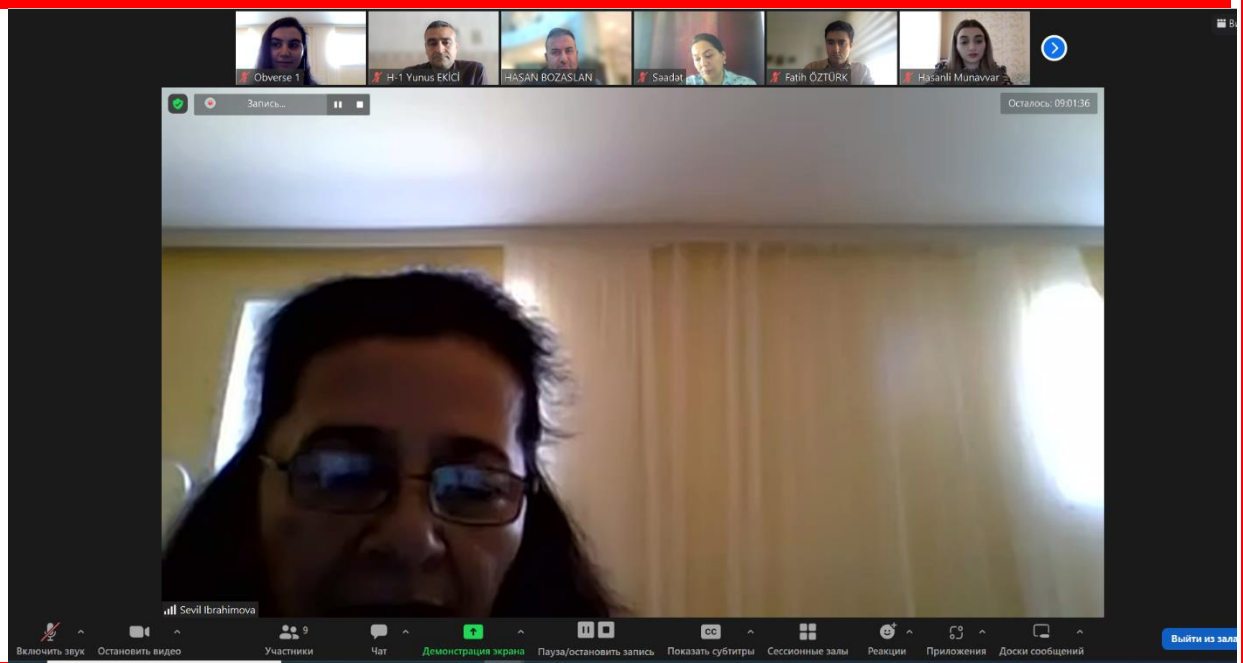 Obverse 1
H-1 Yunus EKİCİ
HASAN BOZASLAN
Saadat
Fatih ÖZTÜRK
Hasanli Munavvar
Запись...
Осталось: 09:01:36
Sevil Ibrahimova
9
CC
Включить звук
Остановить видео
Участники
Чат
Демонстрация экрана
Пауза/остановить запись
Показать субтитры
Сессионные залы
Реакции
Приложения
Доски сообщений
Выйти из зала